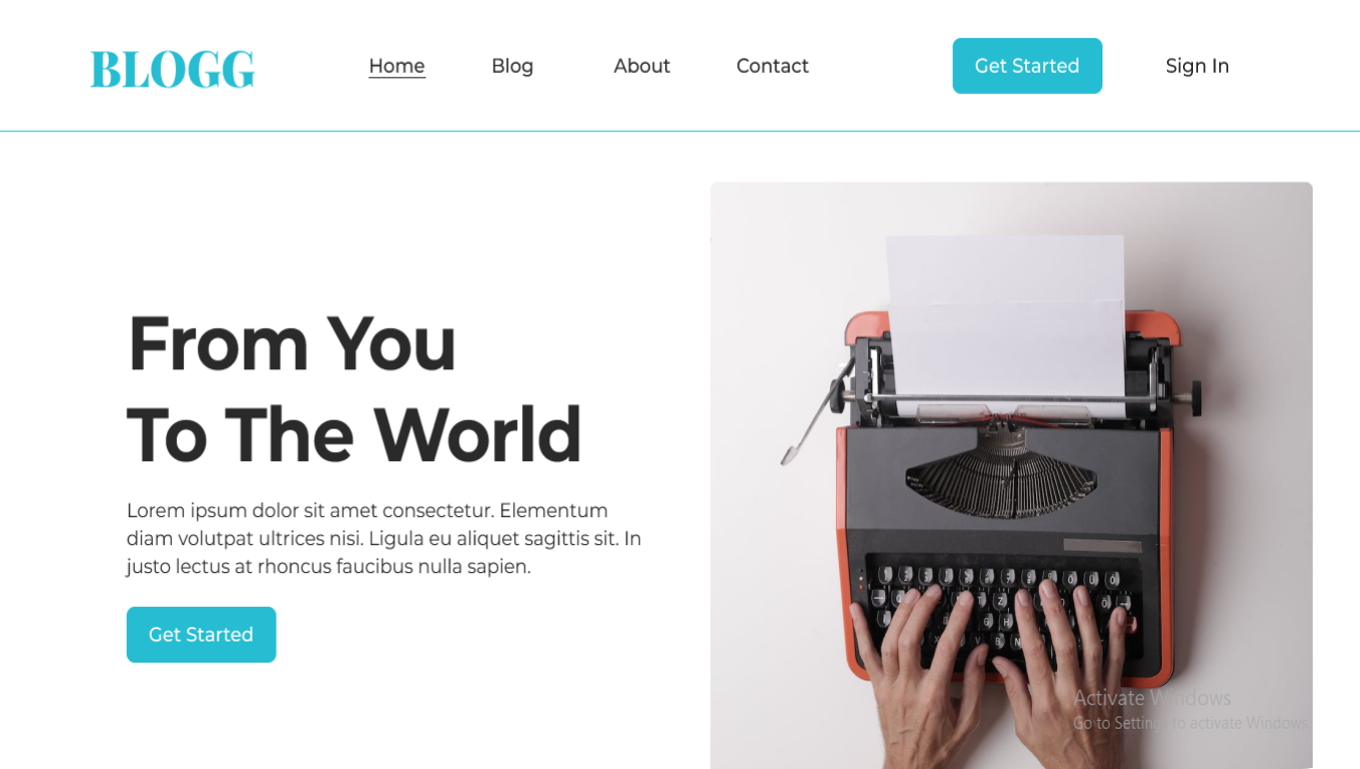 BLOGG
Home
Blog
About
Contact
Get Started
Sign In
From You
To The World
Lorem ipsum dolor sit amet consectetur. Elementum
diam volutpat ultrices nisi. Ligula eu aliquet sagittis sit. In
justo lectus at rhoncus faucibus nulla sapien.
Get Started
Activate Windows
Go to Settings to activate Windows.